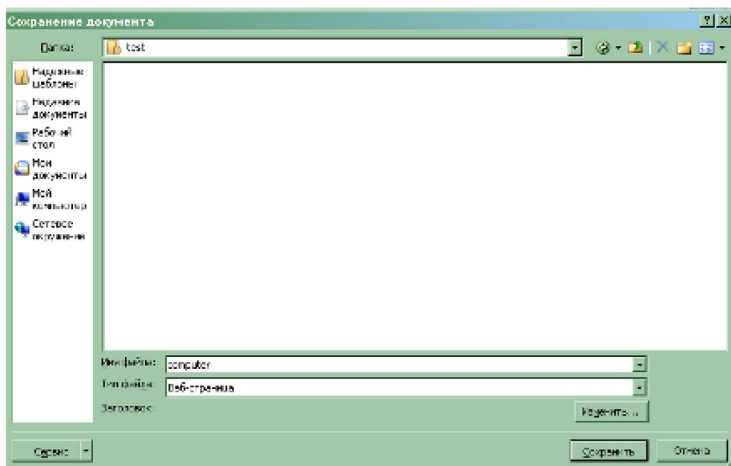 Сохранение документа
Папка:
test
Надежные
шаблоны
Недавние
документы
Рабочий
стол
Мои
документы
Мой
компьютер
Сетевое
окружение
Имя файла:
computer
Тип файла:
Веб-страница
Заголовок:
Изменить...
Сервис
Сохранить
Отмена